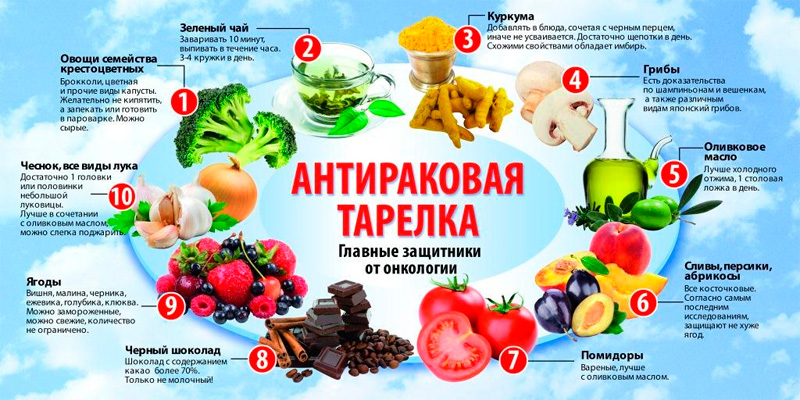 АНТИРАКОВАЯ
ТАРЕЛКА
Главные защитники
от онкологии
1
Овощи семейства
крестоцветных
Брокколи, цветная
и прочие виды капусты.
Желательно не кипятить,
а запекать или готовить
в пароварке. Можно
сырые.
2
Зеленый чай
Заваривать 10 минут,
выпивать в течение часа.
3-4 кружки в день.
3
Куркума
Добавлять в блюда, сочетая с черным перцем,
иначе не усваивается. Достаточно щепотки в день.
Схожими свойствами обладает имбирь.
4
Грибы
Есть доказательства
по шампиньонам и вешенкам,
а также различным
видам японский грибов.
5
Оливковое
масло
Лучше холодного
отжима, 1 столовая
ложка в день.
6
Сливы, персики,
абрикосы
Все косточковые.
Согласно самым
последним
исследованиям,
защищают не хуже
ягод.
7
Помидоры
Вареные, лучше
с оливковым маслом.
8
Черный шоколад
Шоколад с содержанием
какао более 70%.
Только не молочный!
9
Ягоды
Вишня, малина, черника,
ежевика, голубика, клюква.
Можно замороженные,
можно свежие, количество
не ограничено.
10
Чеснок, все виды лука
Достаточно 1 головки
или половинки
небольшой
луковицы.
Лучше в сочетании
с оливковым маслом,
можно слегка поджарить.